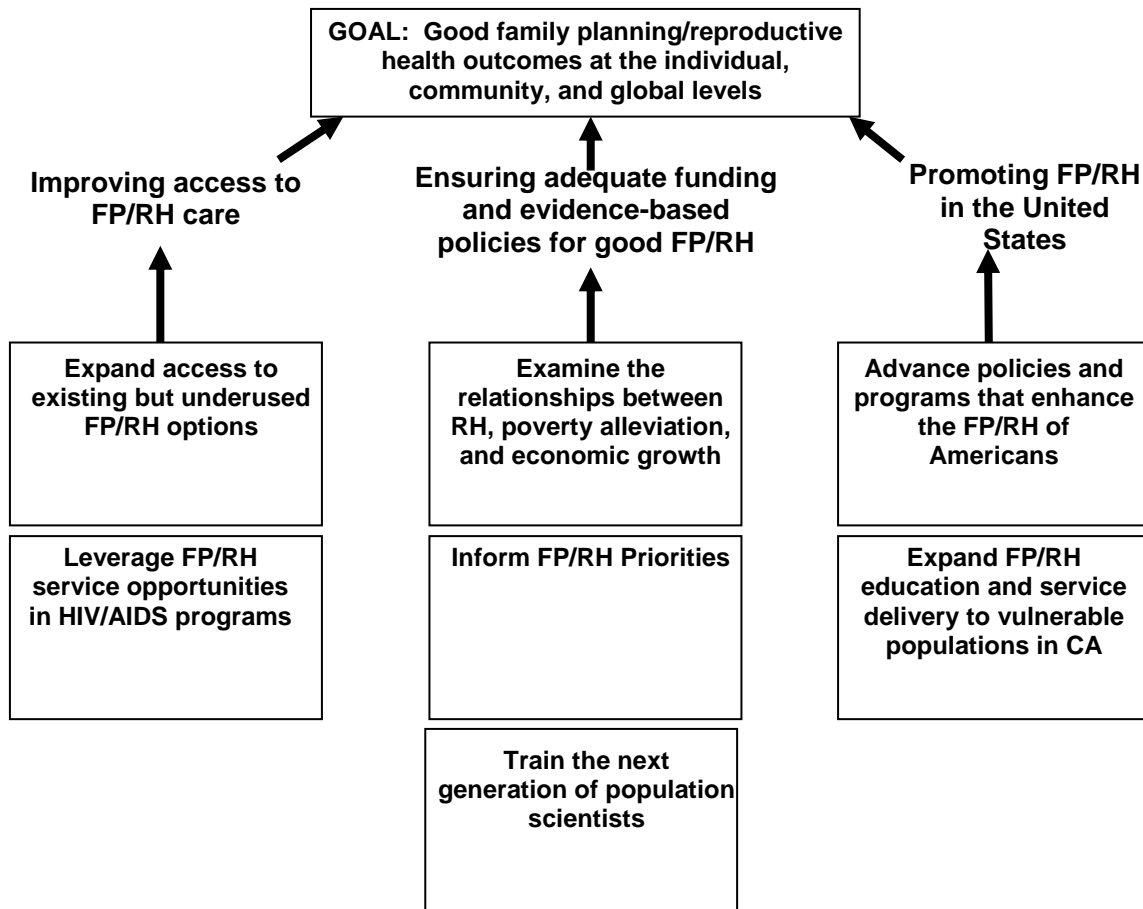 GOAL:  Good family planning/reproductive
health outcomes at the individual,
community, and global levels
Improving access to
FP/RH care
Ensuring adequate funding
and evidence-based
policies for good FP/RH
Promoting FP/RH
in the United
States
Expand access to
existing but underused
FP/RH options
Examine the
relationships between
RH, poverty alleviation,
and economic growth
Advance policies and
programs that enhance
the FP/RH of
Americans
Leverage FP/RH
service opportunities
in HIV/AIDS programs
Inform FP/RH Priorities
Expand FP/RH
education and service
delivery to vulnerable
populations in CA
Train the next
generation of population
scientists